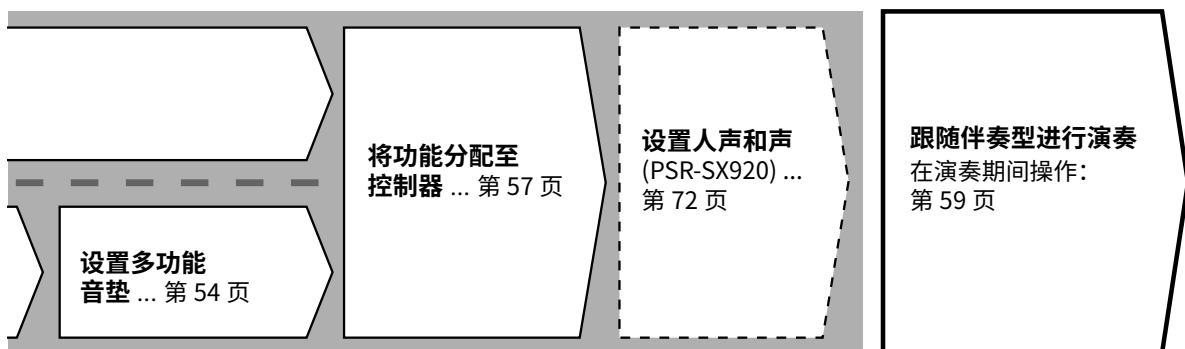 设置多功能
音垫 ... 第 54 页
将功能分配至
控制器 ... 第 57 页
设置人声和声
(PSR-SX920) ...
第 72 页
跟随伴奏型进行演奏
在演奏期间操作：
第 59 页